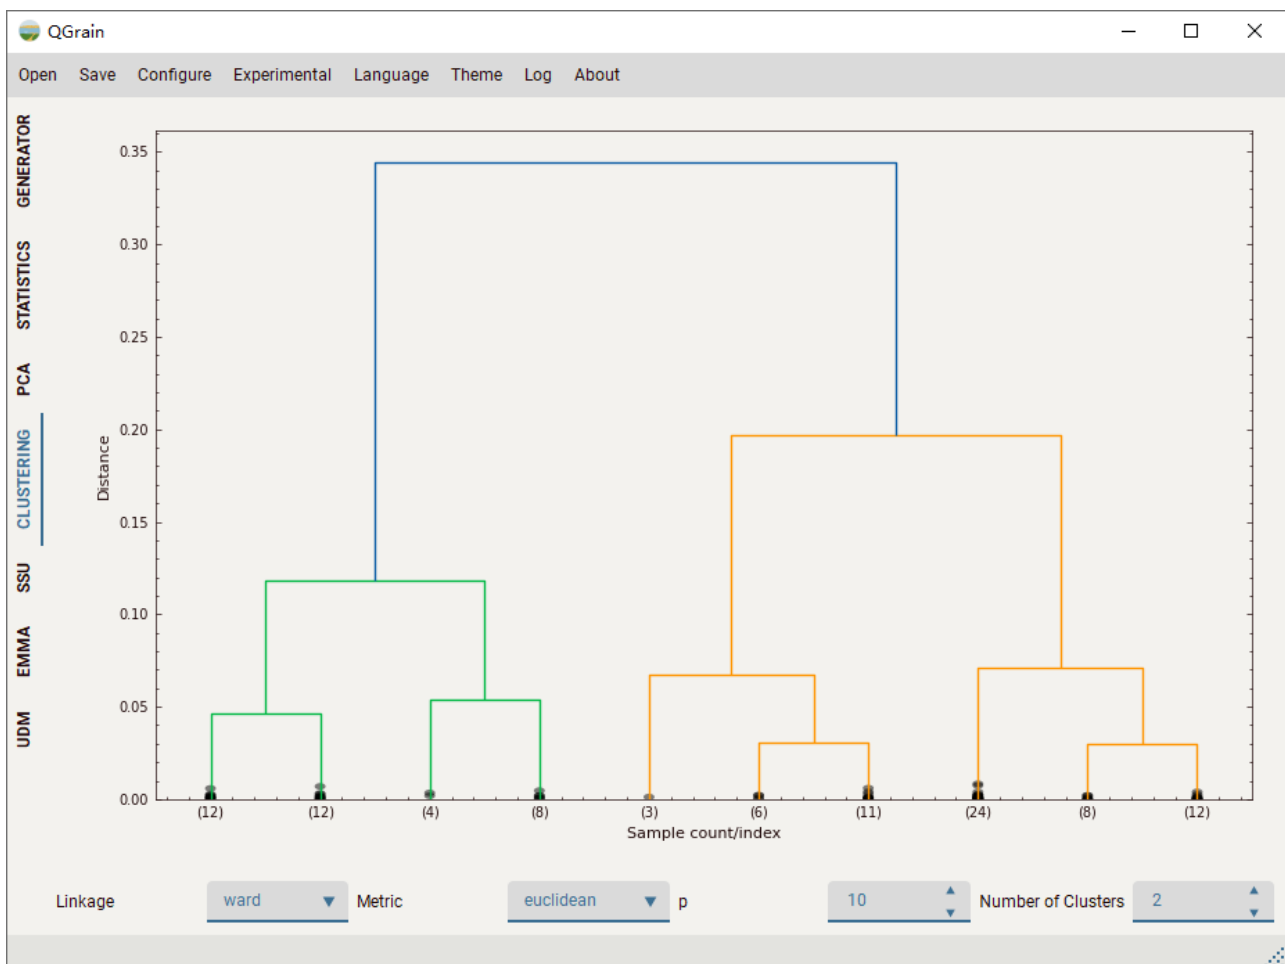 QGrain
Open Save Configure Experimental Language Theme Log About
GENERATOR
STATISTICS
PCA
CLUSTERING
SSU
EMMA
UDM
Distance
0.35
0.30
0.25
0.20
0.15
0.10
0.05
0.00
(12) (12) (4) (8) (3) (6) (11) (24) (8) (12)
Sample count/index
Linkage ward Metric euclidean p 10 Number of Clusters 2